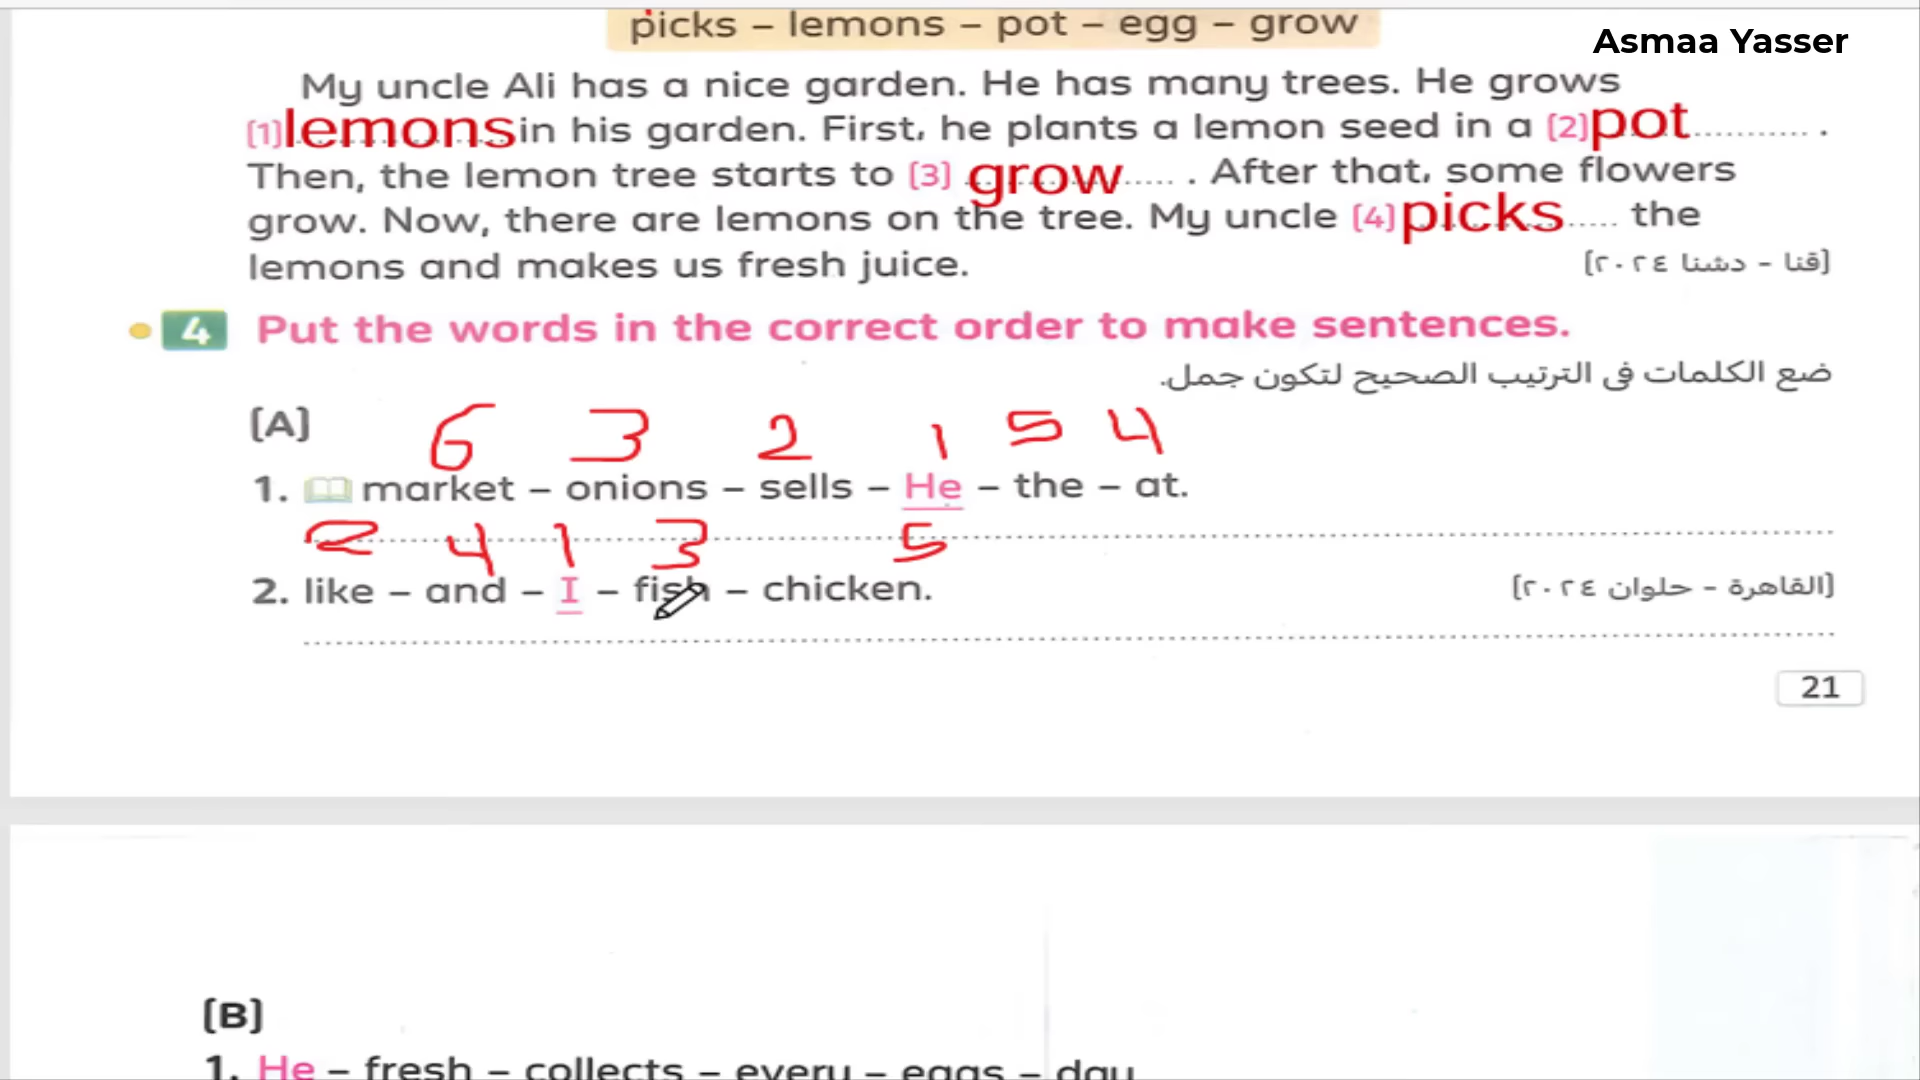 picks – lemons – pot – egg – grow
Asmaa Yasser
My uncle Ali has a nice garden. He has many trees. He grows
(1) lemons in his garden. First, he plants a lemon seed in a (2) pot .
Then, the lemon tree starts to (3) grow . After that, some flowers
grow. Now, there are lemons on the tree. My uncle (4) picks the
lemons and makes us fresh juice.
(قنا - دشنا ٢٠٢٤)
4 Put the words in the correct order to make sentences.
ضع الكلمات فى الترتيب الصحيح لتكون جمل.
(A)
6 3 2 1 5 4
1. market – onions – sells – He – the – at.
2 4 1 3 5
2. like – and – I – fish – chicken.
(القاهرة - حلوان ٢٠٢٤)
21
(B)
1. He – fresh – collects – every – eggs – day